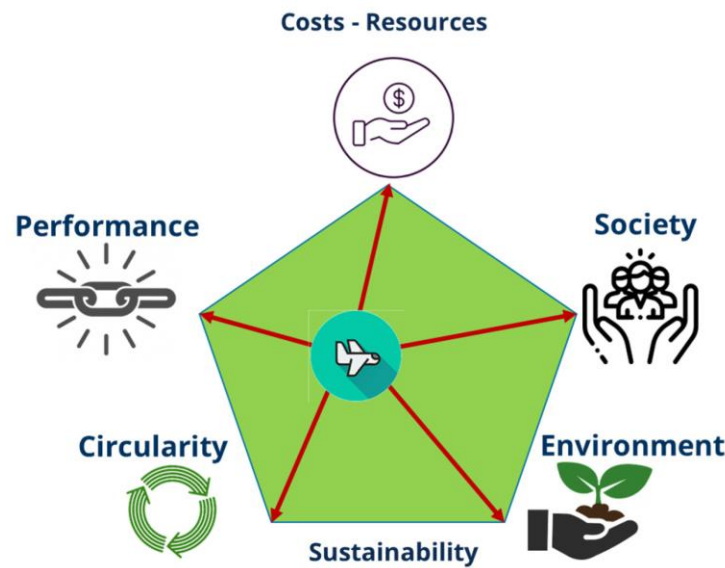 Costs - Resources
$
Performance
Society
Circularity
Environment
Sustainability